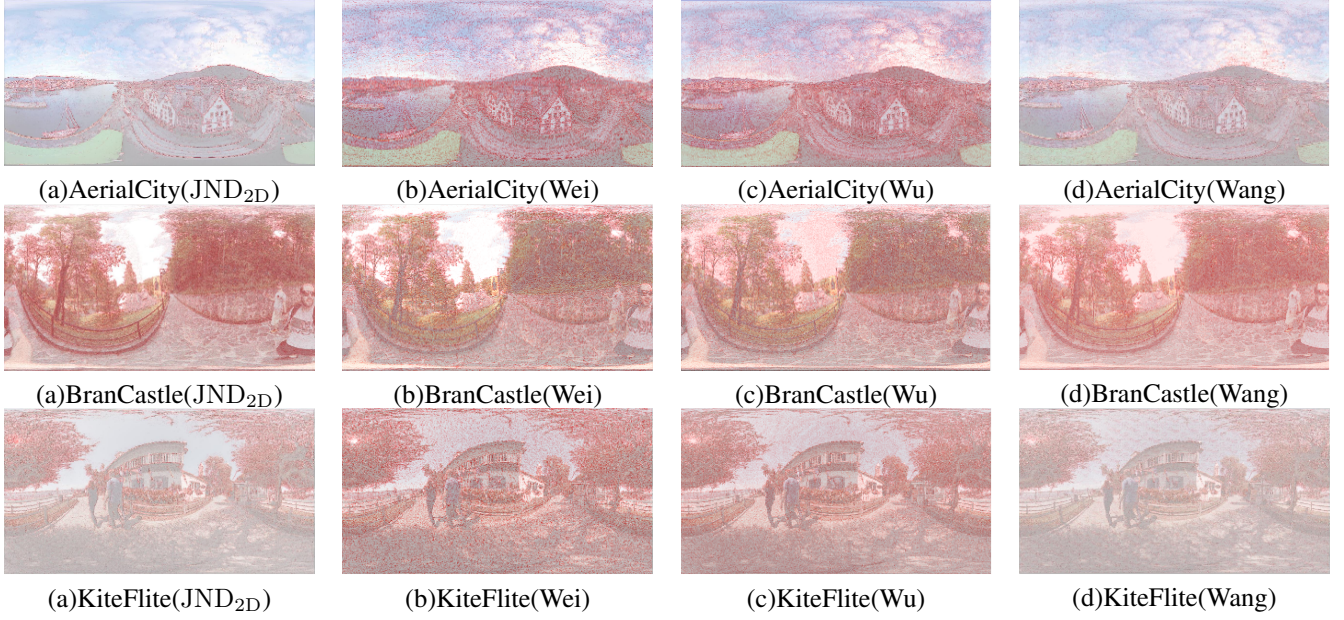 (a)AerialCity(JND2D) (b)AerialCity(Wei) (c)AerialCity(Wu) (d)AerialCity(Wang)
(a)BranCastle(JND2D) (b)BranCastle(Wei) (c)BranCastle(Wu) (d)BranCastle(Wang)
(a)KiteFlite(JND2D) (b)KiteFlite(Wei) (c)KiteFlite(Wu) (d)KiteFlite(Wang)